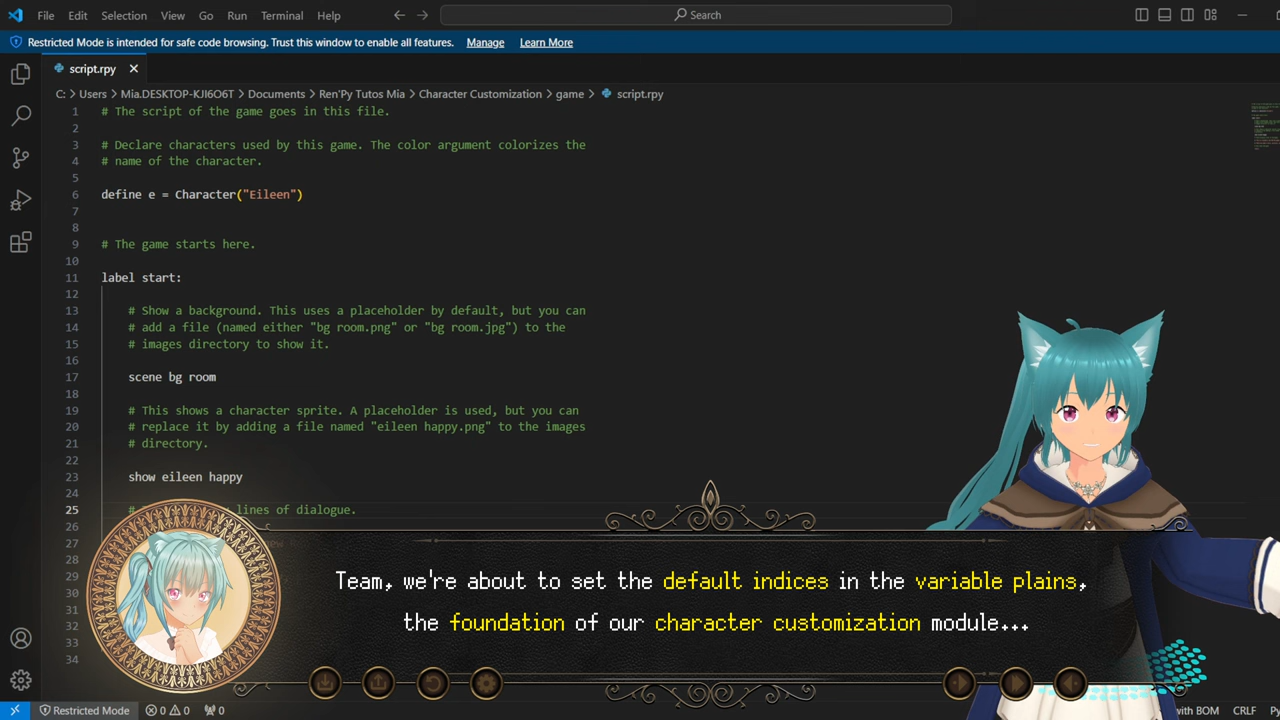 File Edit Selection View Go Run Terminal Help Search
Restricted Mode is intended for safe code browsing. Trust this window to enable all features. Manage Learn More
script.rpy
C: > Users > Mia.DESKTOP-KJI6O6T > Documents > Ren'Py Tutos Mia > Character Customization > game > script.rpy
1 # The script of the game goes in this file.
2
3 # Declare characters used by this game. The color argument colorizes the
4 # name of the character.
5
6 define e = Character("Eileen")
7
8
9 # The game starts here.
10
11 label start:
12
13 # Show a background. This uses a placeholder by default, but you can
14 # add a file (named either "bg room.png" or "bg room.jpg") to the
15 # images directory to show it.
16
17 scene bg room
18
19 # This shows a character sprite. A placeholder is used, but you can
20 # replace it by adding a file named "eileen happy.png" to the images
21 # directory.
22
23 show eileen happy
24
25 # lines of dialogue.
26
27
28
29
30
31
32
33
34
Team, we're about to set the default indices in the variable plains,
the foundation of our character customization module...
Restricted Mode 0 0 0 with BOM CRLF Py